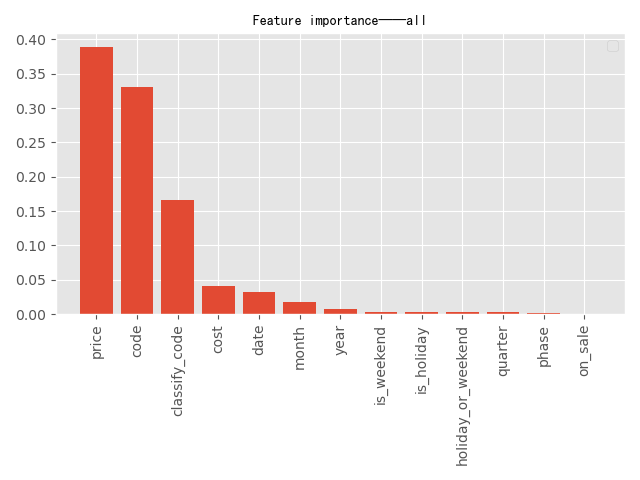 Feature importance——all
0.40
0.35
0.30
0.25
0.20
0.15
0.10
0.05
0.00
price
code
classify_code
cost
date
month
year
is_weekend
is_holiday
holiday_or_weekend
quarter
phase
on_sale